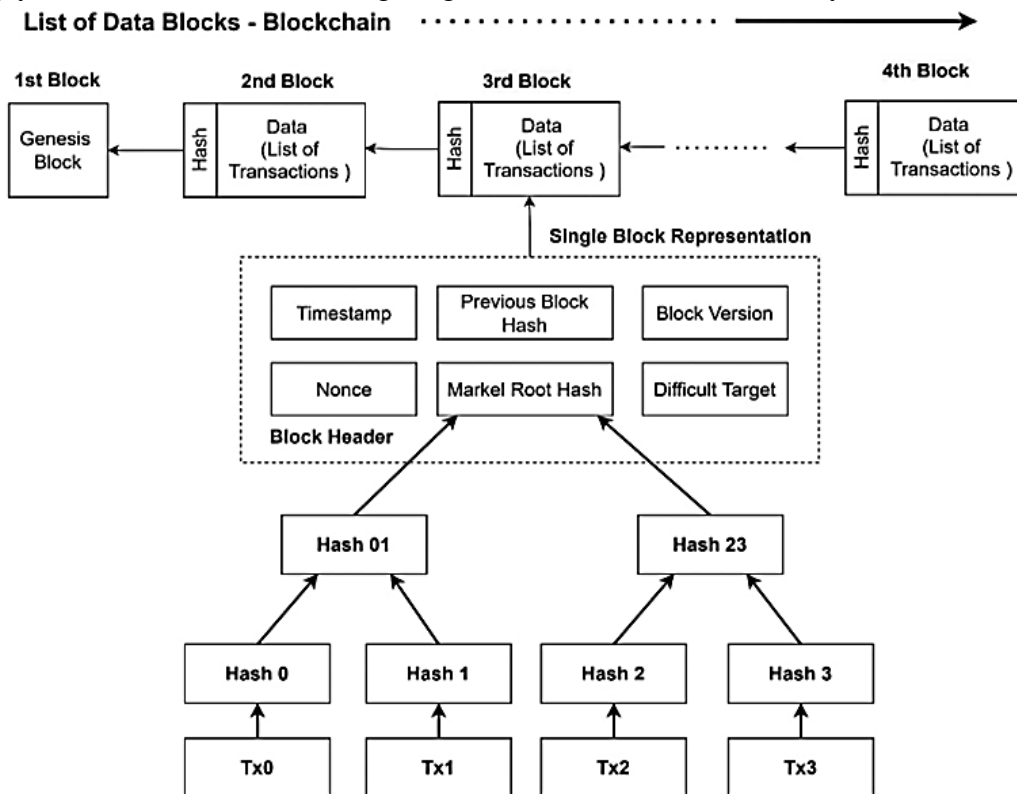 List of Data Blocks - Blockchain
1st Block
2nd Block
3rd Block
4th Block
Genesis
Block
Hash
Data
(List of
Transactions )
Hash
Data
(List of
Transactions )
Hash
Data
(List of
Transactions )
Single Block Representation
Timestamp
Previous Block
Hash
Block Version
Nonce
Markel Root Hash
Difficult Target
Block Header
Hash 01
Hash 23
Hash 0
Hash 1
Hash 2
Hash 3
Tx0
Tx1
Tx2
Tx3